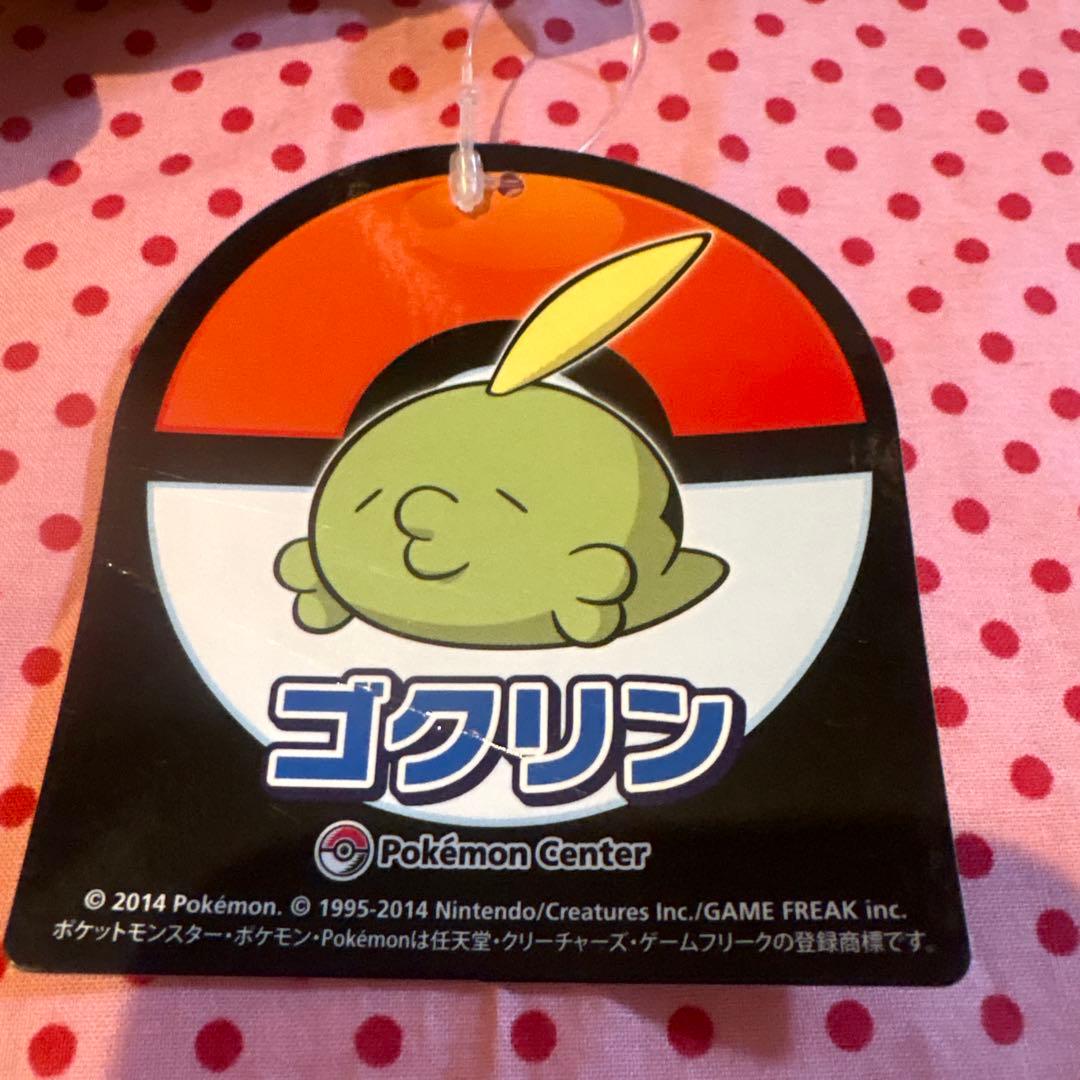 ゴクリン
Pokémon Center
© 2014 Pokémon. © 1995-2014 Nintendo/Creatures Inc./GAME FREAK inc.
ポケットモンスター・ポケモン・Pokémonは任天堂・クリーチャーズ・ゲームフリークの登録商標です。